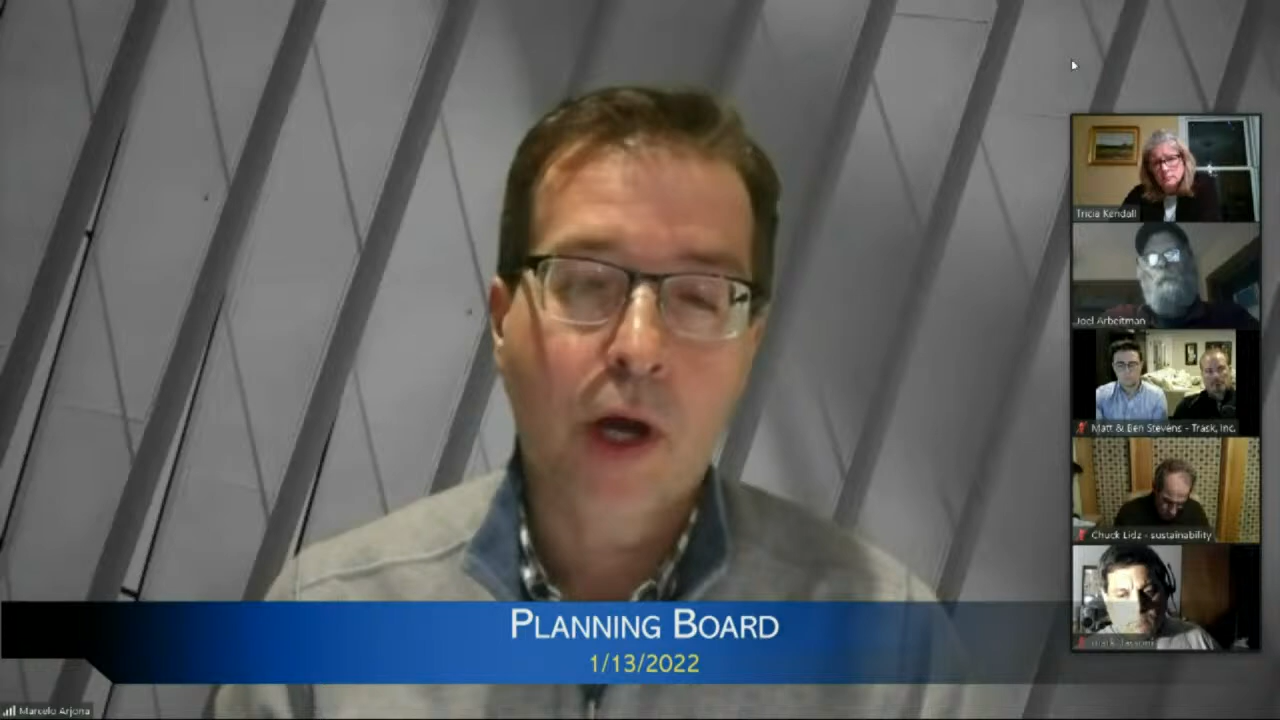 Tricia Kendall
Joel Arbeitman
Matt & Ben Stevens - Trask, Inc.
Chuck Lidz - sustainability
PLANNING BOARD
1/13/2022
Marcelo Arjona